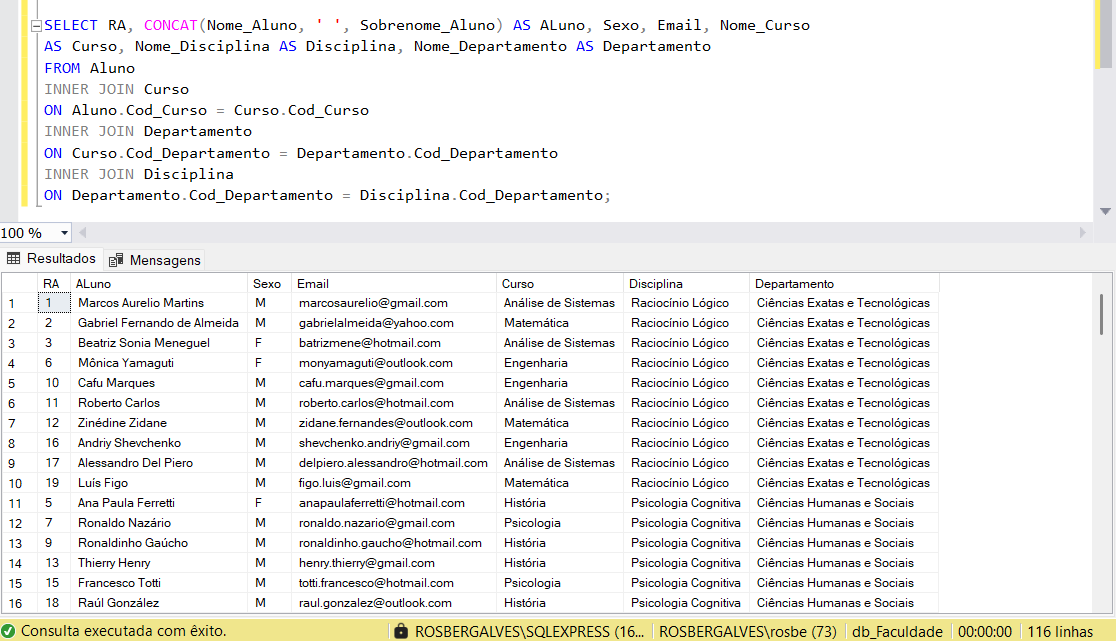 SELECT RA, CONCAT(Nome_Aluno, ' ', Sobrenome_Aluno) AS ALuno, Sexo, Email, Nome_Curso
AS Curso, Nome_Disciplina AS Disciplina, Nome_Departamento AS Departamento
FROM Aluno
INNER JOIN Curso
ON Aluno.Cod_Curso = Curso.Cod_Curso
INNER JOIN Departamento
ON Curso.Cod_Departamento = Departamento.Cod_Departamento
INNER JOIN Disciplina
ON Departamento.Cod_Departamento = Disciplina.Cod_Departamento;
100 %
Resultados Mensagens
RA ALuno Sexo Email Curso Disciplina Departamento
1 1 Marcos Aurelio Martins M marcosaurelio@gmail.com Análise de Sistemas Raciocínio Lógico Ciências Exatas e Tecnológicas
2 2 Gabriel Fernando de Almeida M gabrielalmeida@yahoo.com Matemática Raciocínio Lógico Ciências Exatas e Tecnológicas
3 3 Beatriz Sonia Meneguel F batrizmene@hotmail.com Análise de Sistemas Raciocínio Lógico Ciências Exatas e Tecnológicas
4 6 Mônica Yamaguti F monyamaguti@outlook.com Engenharia Raciocínio Lógico Ciências Exatas e Tecnológicas
5 10 Cafu Marques M cafu.marques@gmail.com Engenharia Raciocínio Lógico Ciências Exatas e Tecnológicas
6 11 Roberto Carlos M roberto.carlos@hotmail.com Análise de Sistemas Raciocínio Lógico Ciências Exatas e Tecnológicas
7 12 Zinédine Zidane M zidane.fernandes@outlook.com Matemática Raciocínio Lógico Ciências Exatas e Tecnológicas
8 16 Andriy Shevchenko M shevchenko.andriy@gmail.com Engenharia Raciocínio Lógico Ciências Exatas e Tecnológicas
9 17 Alessandro Del Piero M delpiero.alessandro@hotmail.com Análise de Sistemas Raciocínio Lógico Ciências Exatas e Tecnológicas
10 19 Luís Figo M figo.luis@gmail.com Matemática Raciocínio Lógico Ciências Exatas e Tecnológicas
11 5 Ana Paula Ferretti F anapaulaferretti@hotmail.com História Psicologia Cognitiva Ciências Humanas e Sociais
12 7 Ronaldo Nazário M ronaldo.nazario@gmail.com Psicologia Psicologia Cognitiva Ciências Humanas e Sociais
13 9 Ronaldinho Gaúcho M ronaldinho.gaucho@hotmail.com História Psicologia Cognitiva Ciências Humanas e Sociais
14 13 Thierry Henry M henry.thierry@gmail.com História Psicologia Cognitiva Ciências Humanas e Sociais
15 15 Francesco Totti M totti.francesco@hotmail.com Psicologia Psicologia Cognitiva Ciências Humanas e Sociais
16 18 Raúl González M raul.gonzalez@outlook.com História Psicologia Cognitiva Ciências Humanas e Sociais
Consulta executada com êxito. ROSBERGALVES\SQLEXPRESS (16... ROSBERGALVES\rosbe (73) db_Faculdade 00:00:00 116 linhas